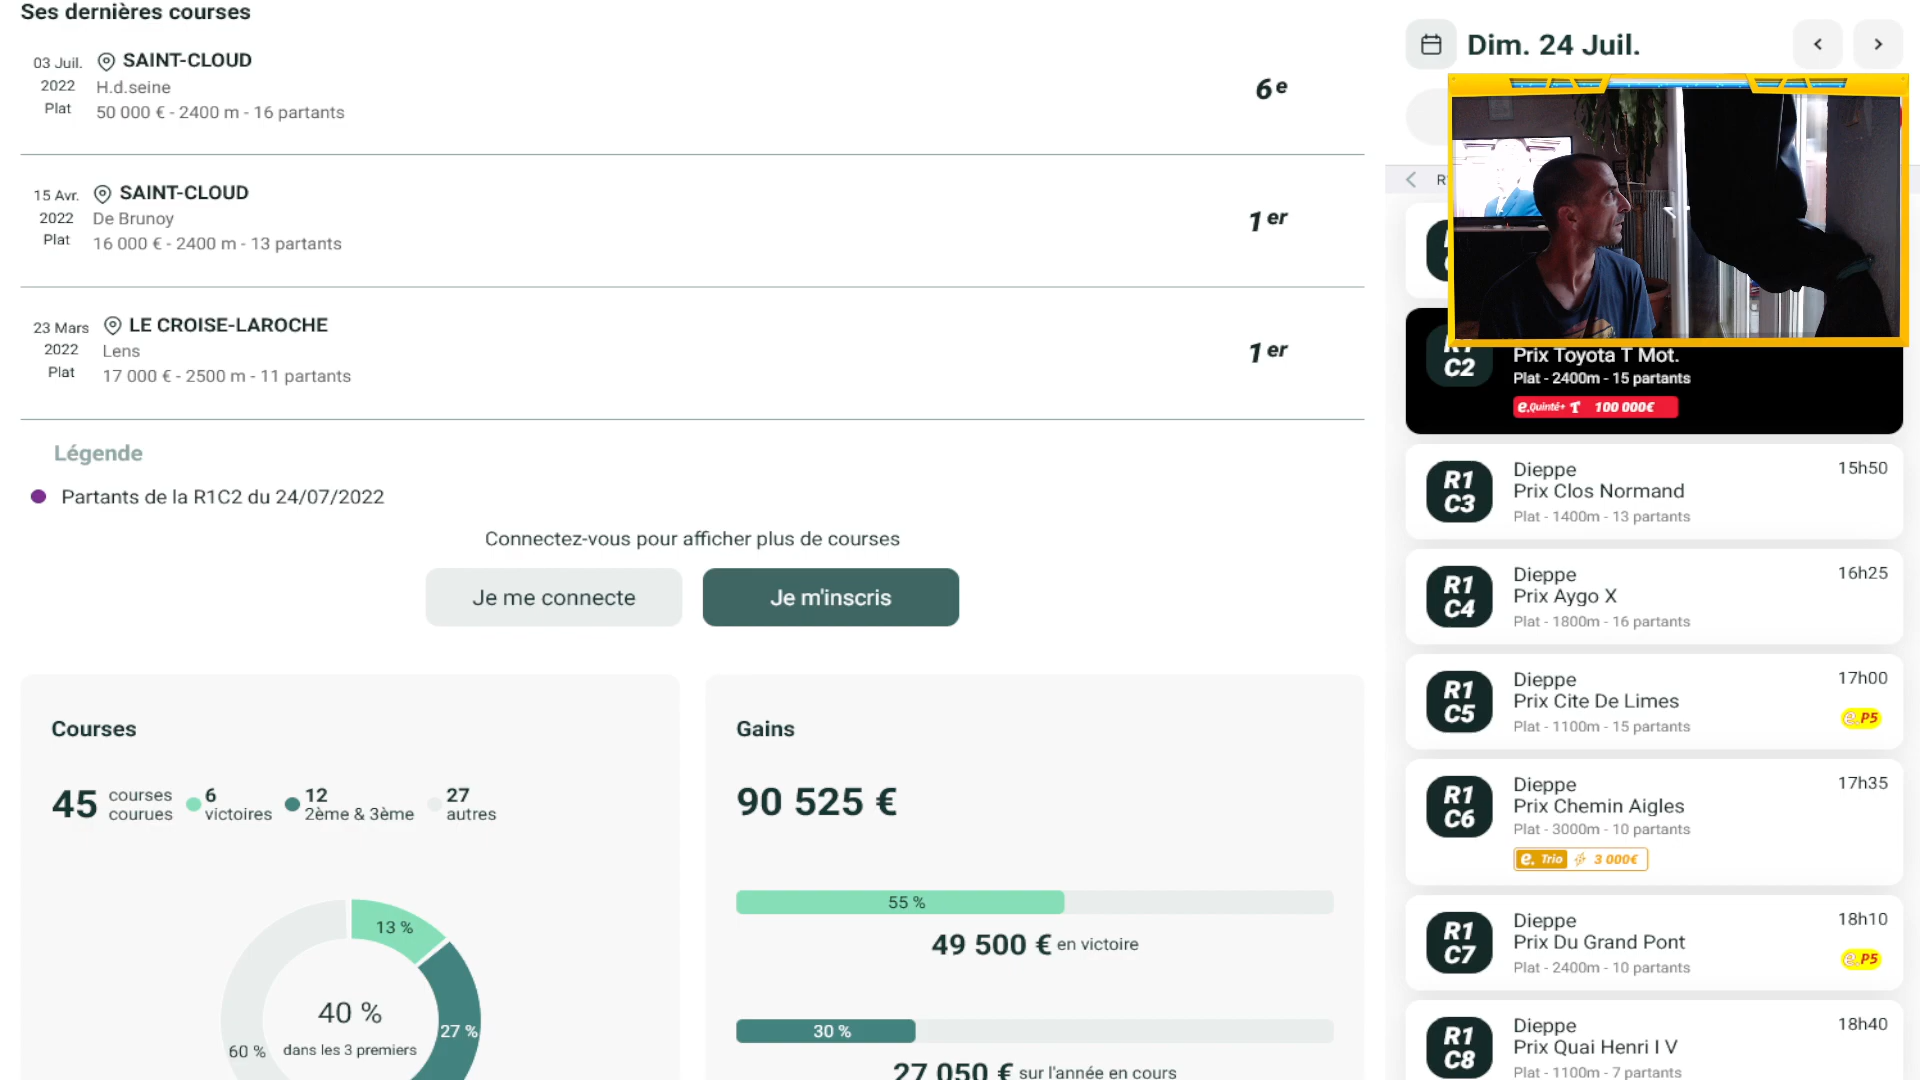 Ses dernières courses
03 Juil.
2022
Plat
SAINT-CLOUD
H.d.seine
50 000 € - 2400 m - 16 partants
6e
15 Avr.
2022
Plat
SAINT-CLOUD
De Brunoy
16 000 € - 2400 m - 13 partants
1er
23 Mars
2022
Plat
LE CROISE-LAROCHE
Lens
17 000 € - 2500 m - 11 partants
1er
Légende
Partants de la R1C2 du 24/07/2022
Connectez-vous pour afficher plus de courses
Je me connecte
Je m'inscris
Courses
45 courses courues
6 victoires
12 2ème & 3ème
27 autres
13 %
27 %
60 %
40 %
dans les 3 premiers
Gains
90 525 €
55 %
49 500 € en victoire
30 %
27 050 € sur l'année en cours
Dim. 24 Juil.
R1
C2
Prix Toyota T Mot.
Plat - 2400m - 15 partants
e.Quinté+ T 100 000€
R1
C3
Dieppe
15h50
Prix Clos Normand
Plat - 1400m - 13 partants
R1
C4
Dieppe
16h25
Prix Aygo X
Plat - 1800m - 16 partants
R1
C5
Dieppe
17h00
Prix Cite De Limes
Plat - 1100m - 15 partants
e.P5
R1
C6
Dieppe
17h35
Prix Chemin Aigles
Plat - 3000m - 10 partants
e. Trio 3 000€
R1
C7
Dieppe
18h10
Prix Du Grand Pont
Plat - 2400m - 10 partants
e.P5
R1
C8
Dieppe
18h40
Prix Quai Henri I V
Plat - 1100m - 7 partants